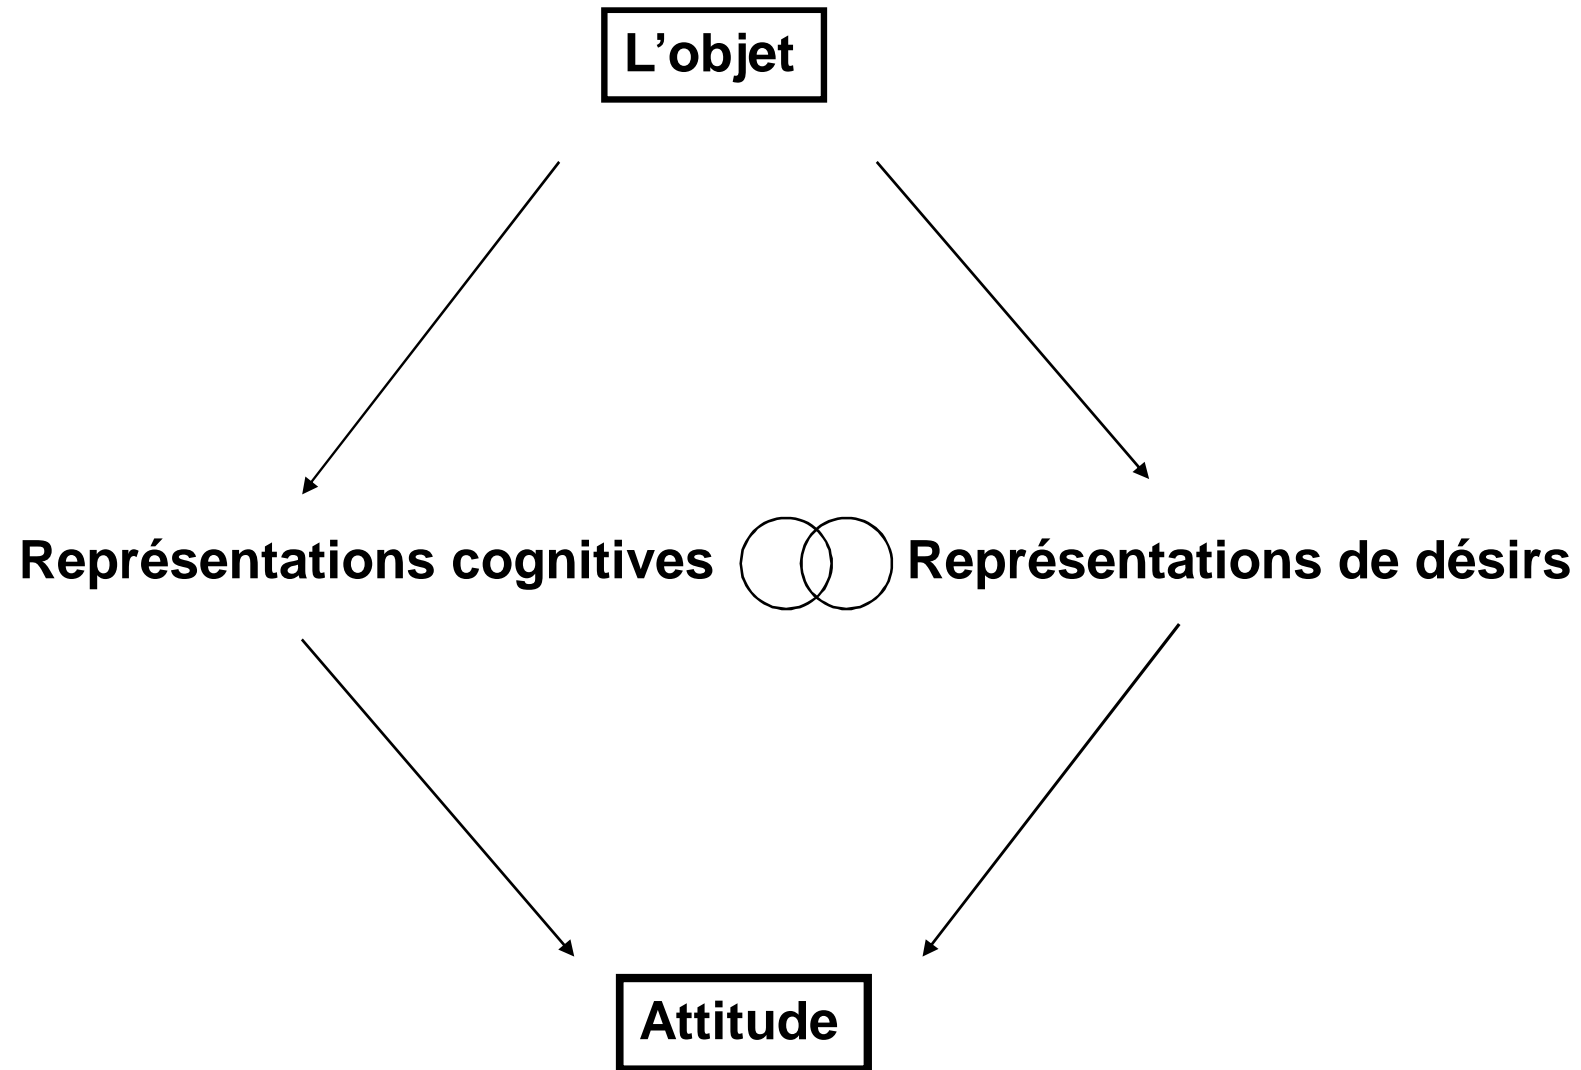 L’objet
Représentations cognitives
Représentations de désirs
Attitude